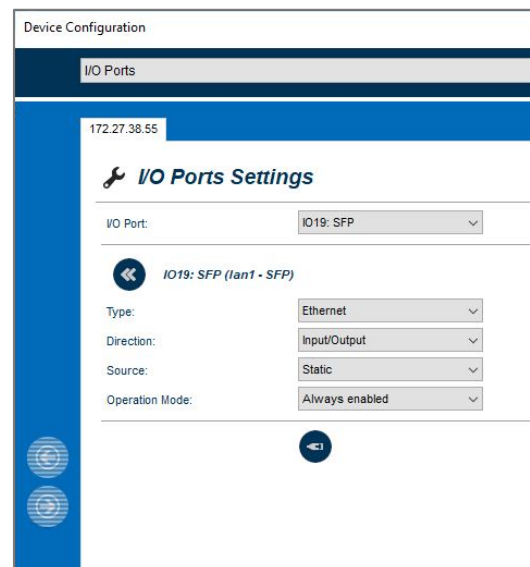 Device Configuration
I/O Ports
172.27.38.55
I/O Ports Settings
I/O Port: IO19: SFP
IO19: SFP (lan1 - SFP)
Type: Ethernet
Direction: Input/Output
Source: Static
Operation Mode: Always enabled